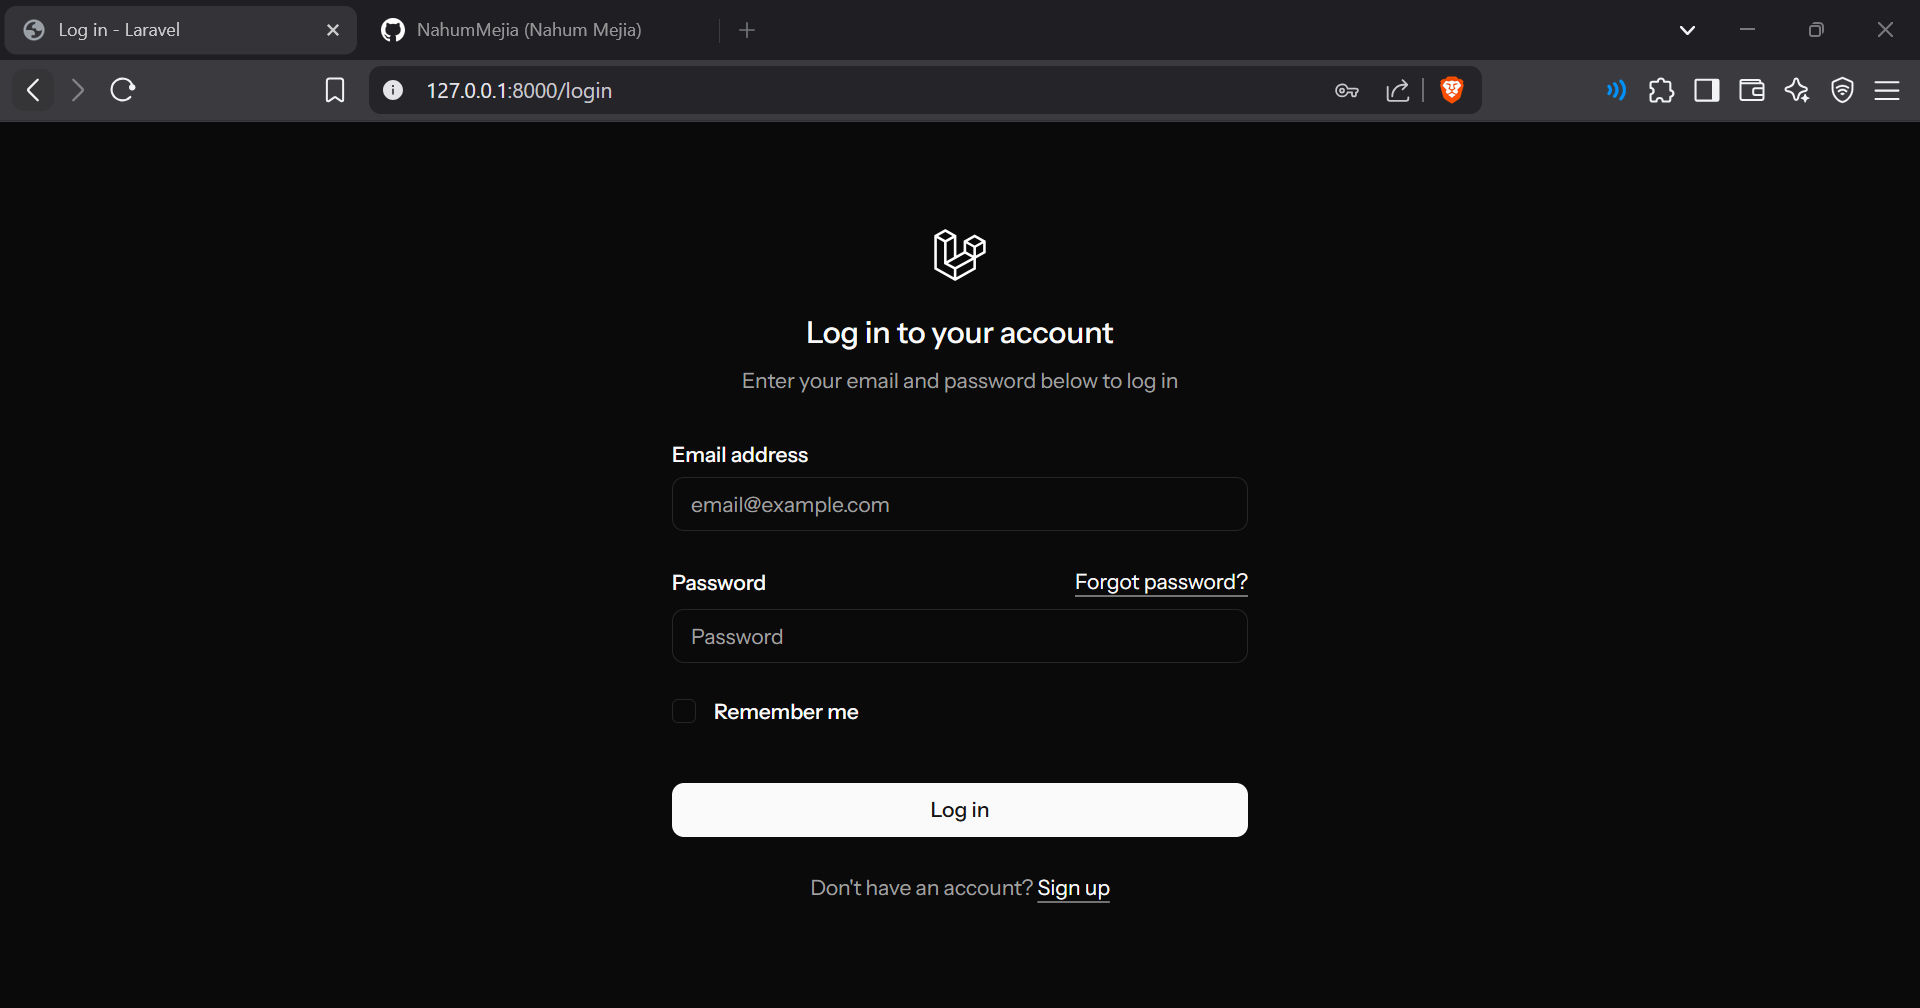 Log in - Laravel
NahumMejia (Nahum Mejia)
127.0.0.1:8000/login
Log in to your account
Enter your email and password below to log in
Email address
email@example.com
Password Forgot password?
Password
Remember me
Log in
Don't have an account? Sign up